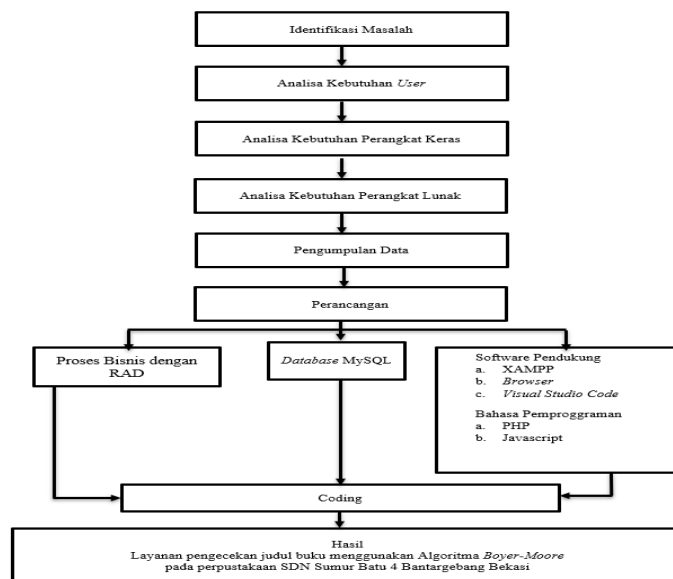 Identifikasi Masalah
Analisa Kebutuhan User
Analisa Kebutuhan Perangkat Keras
Analisa Kebutuhan Perangkat Lunak
Pengumpulan Data
Perancangan
Proses Bisnis dengan
RAD
Database MySQL
Software Pendukung
a. XAMPP
b. Browser
c. Visual Studio Code
Bahasa Pemproggraman
a. PHP
b. Javascript
Coding
Hasil
Layanan pengecekan judul buku menggunakan Algoritma Boyer-Moore
pada perpustakaan SDN Sumur Batu 4 Bantargebang Bekasi